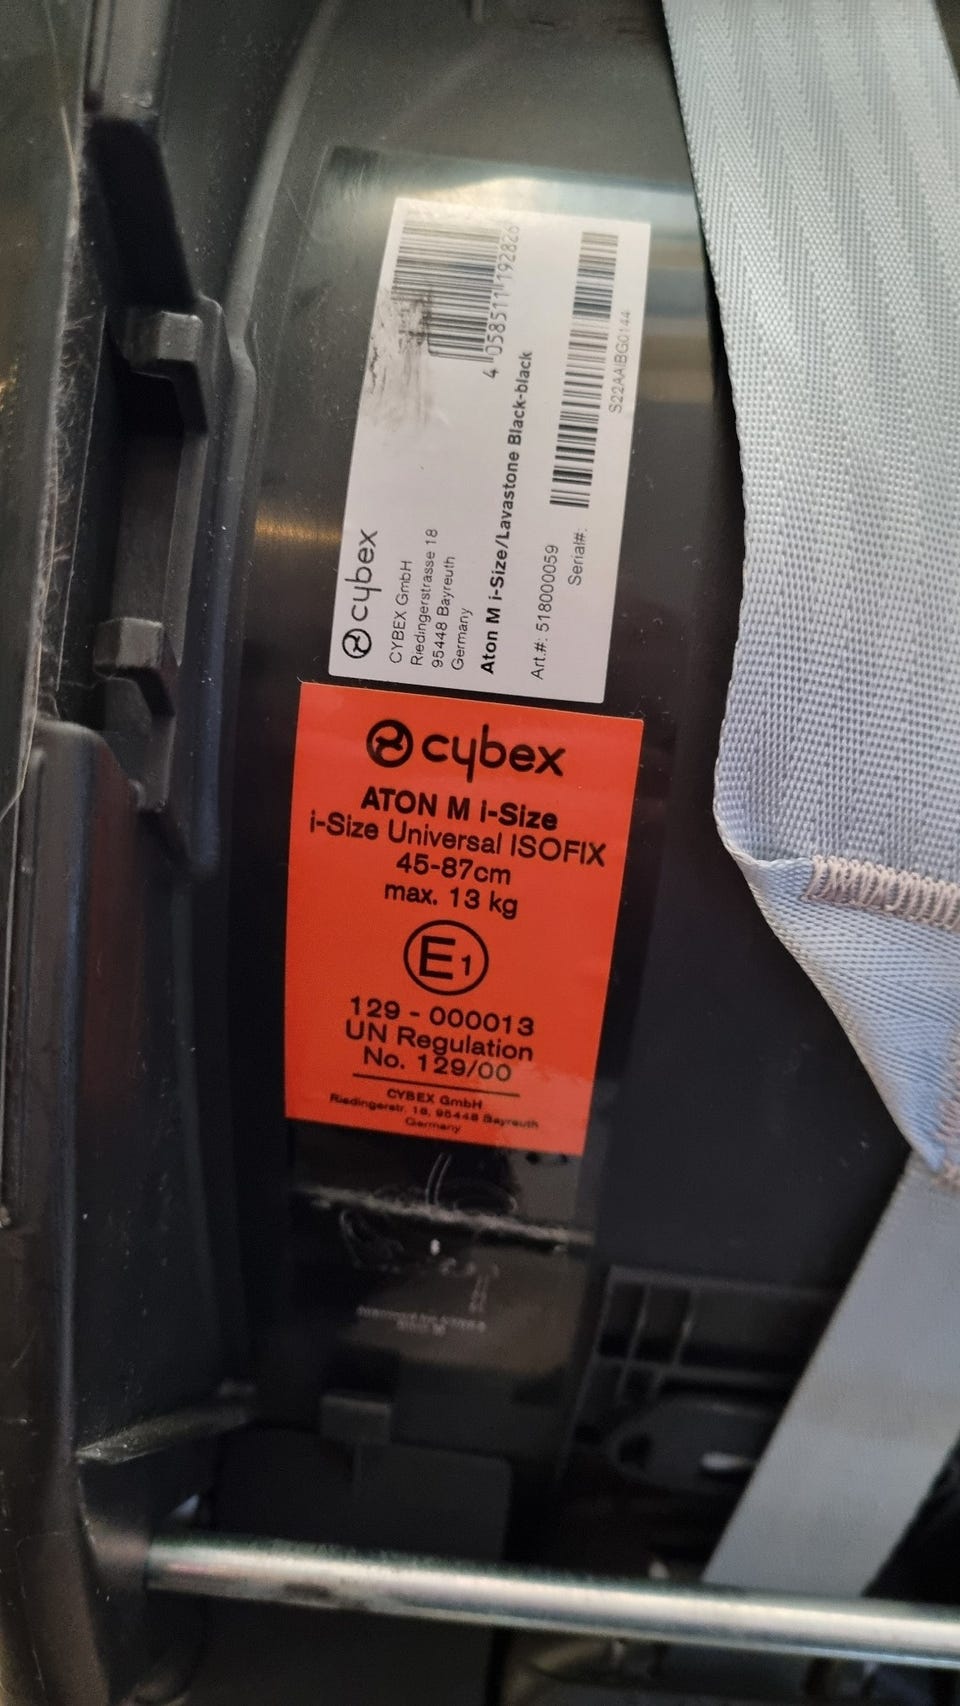 4 058511 192826
S22AAIBG0144
cybex
CYBEX GmbH
Riedingerstrasse 18
95448 Bayreuth
Germany
Aton M i-Size/Lavastone Black-black
Art.#: 518000059
Serial#:
cybex
ATON M i-Size
i-Size Universal ISOFIX
45-87cm
max. 13 kg
E1
129 - 000013
UN Regulation
No. 129/00
CYBEX GmbH
Riedingerstr. 18, 95448 Bayreuth
Germany